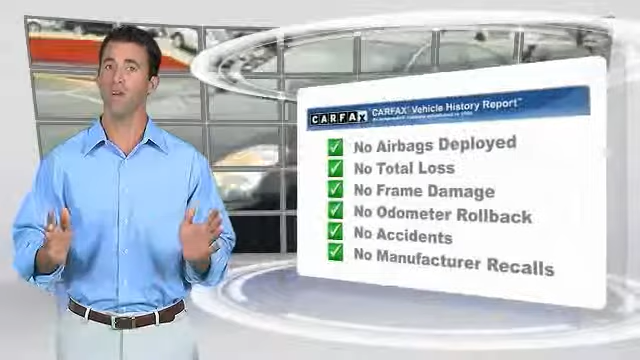 CARFAX CARFAX Vehicle History Report™
No Airbags Deployed
No Total Loss
No Frame Damage
No Odometer Rollback
No Accidents
No Manufacturer Recalls